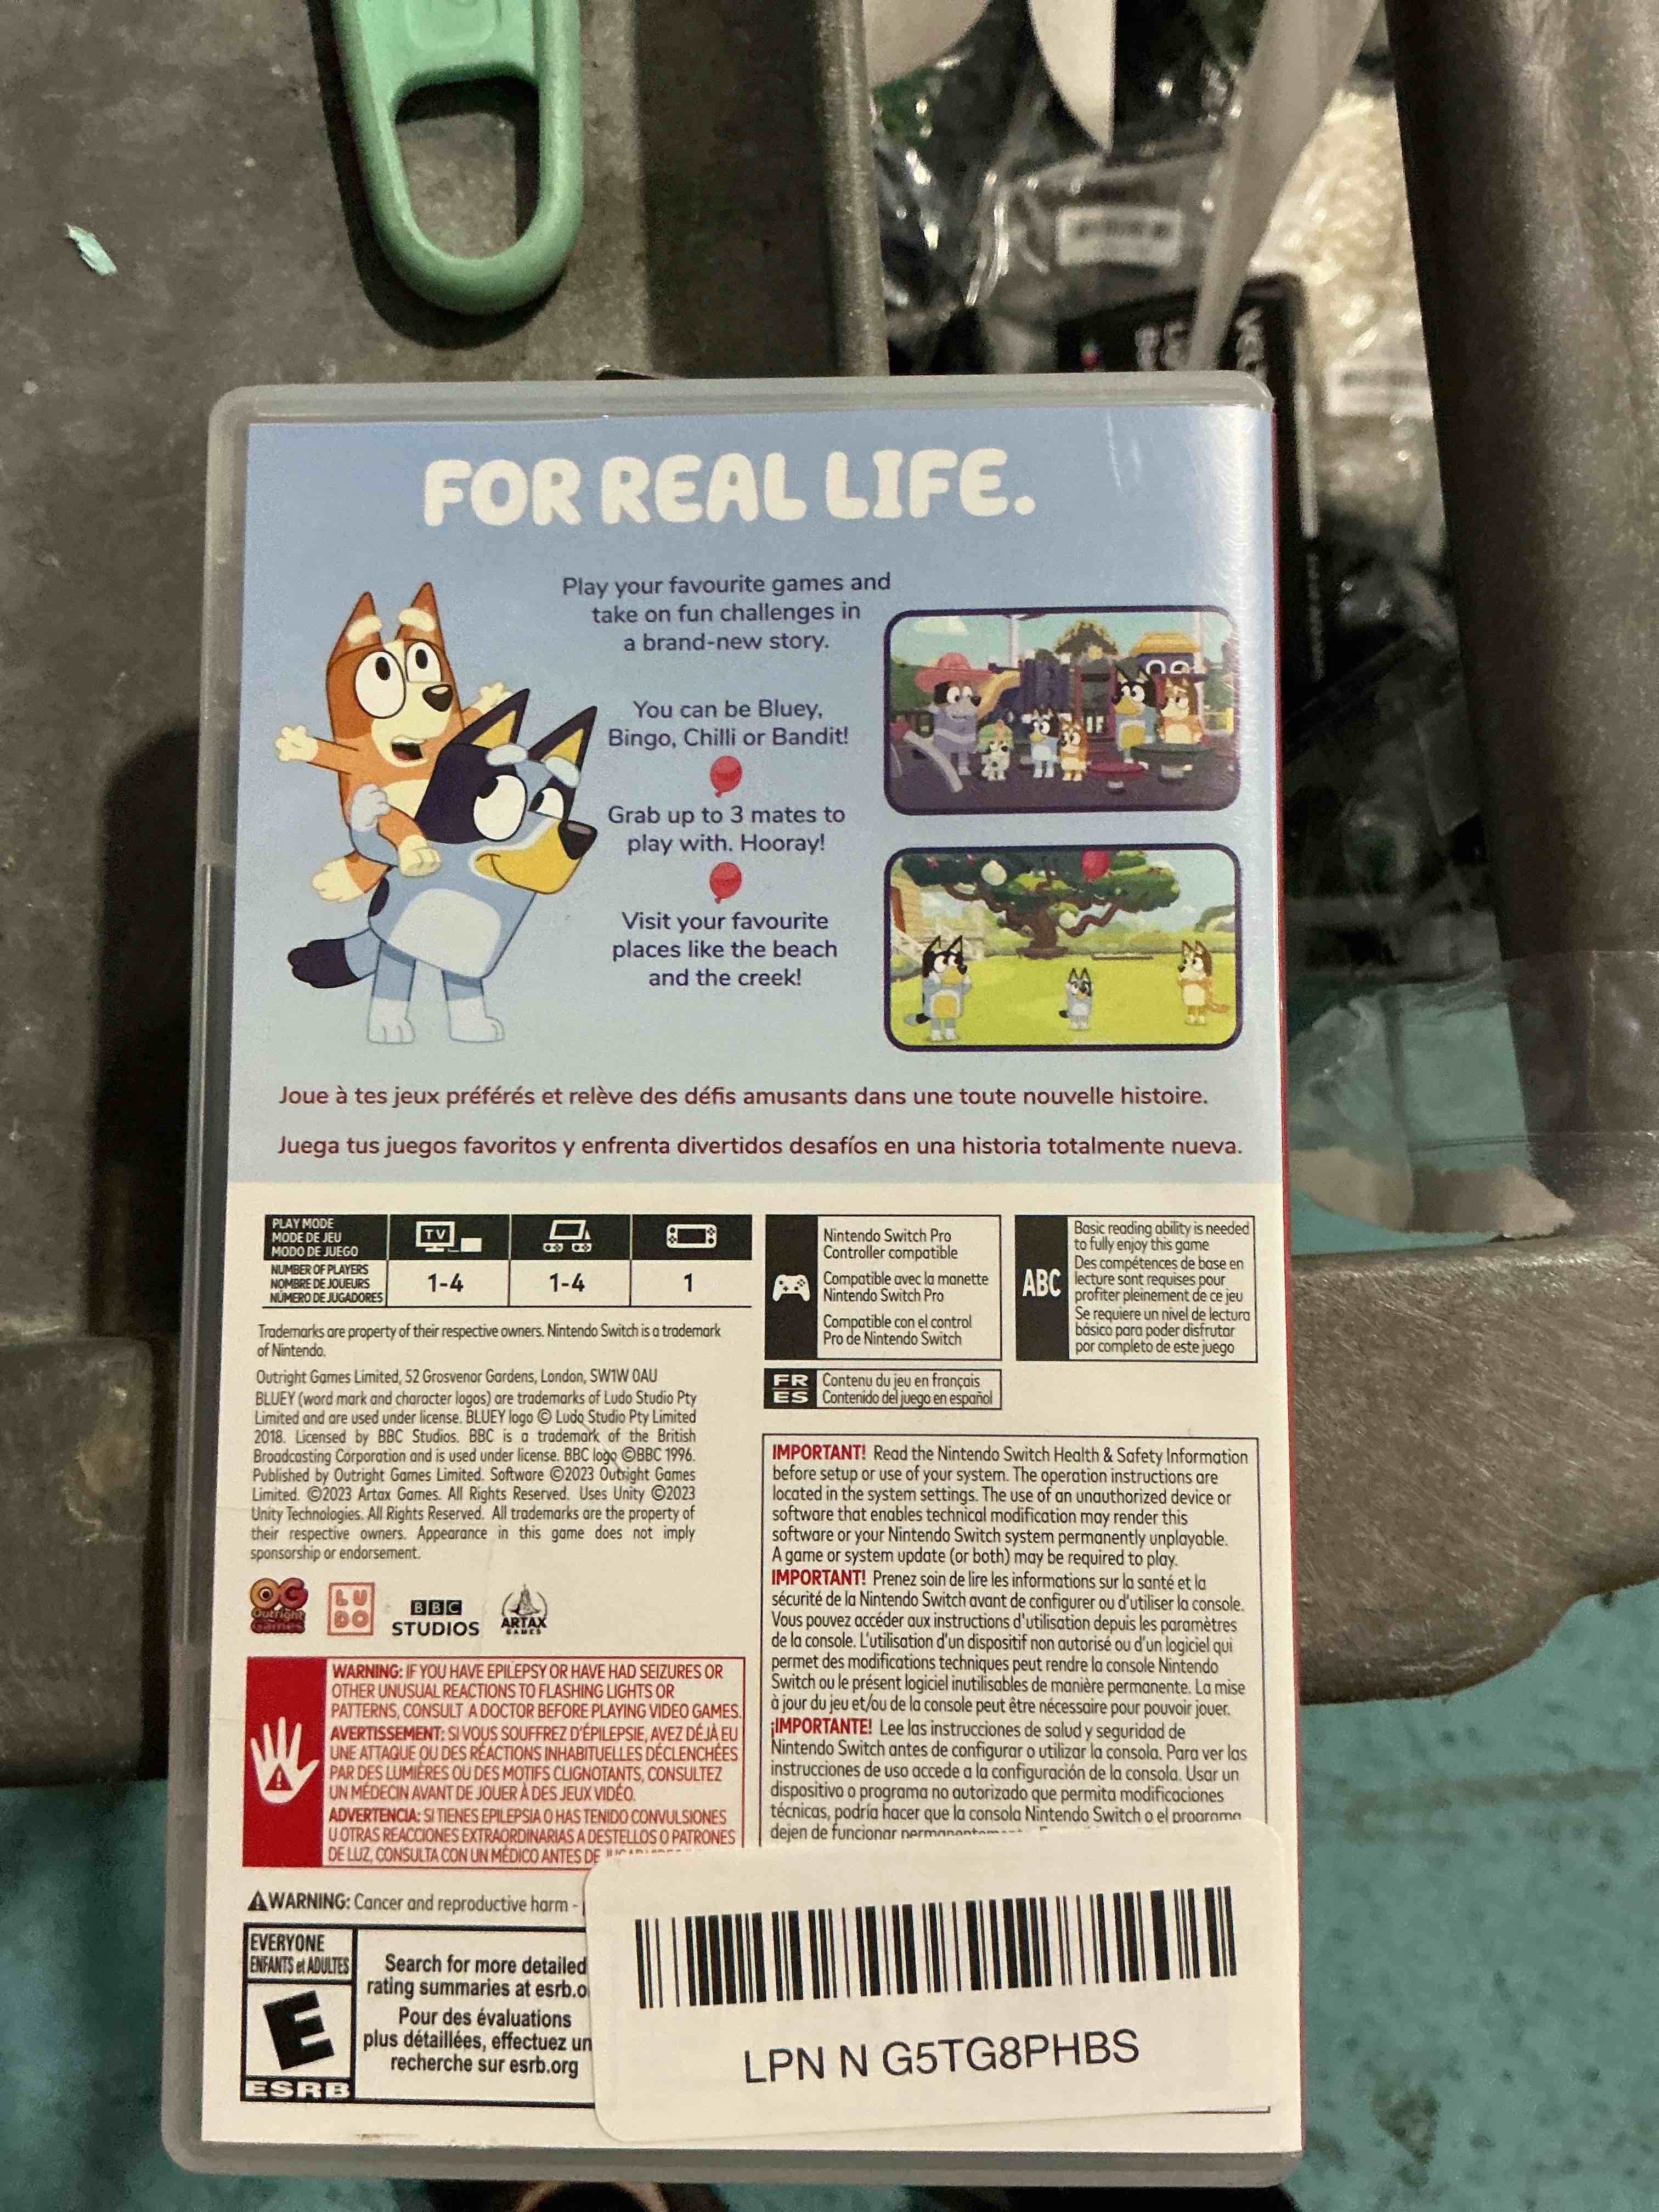 FOR REAL LIFE.
Play your favourite games and
take on fun challenges in
a brand-new story.
You can be Bluey,
Bingo, Chilli or Bandit!
Grab up to 3 mates to
play with. Hooray!
Visit your favourite
places like the beach
and the creek!
Joue à tes jeux préférés et relève des défis amusants dans une toute nouvelle histoire.
Juega tus juegos favoritos y enfrenta divertidos desafíos en una historia totalmente nueva.
PLAY MODE
MODE DE JEU
MODO DE JUEGO
TV
NUMBER OF PLAYERS
NOMBRE DE JOUEURS
NÚMERO DE JUGADORES
1-4
1-4
1
Nintendo Switch Pro
Controller compatible
Compatible avec la manette
Nintendo Switch Pro
Compatible con el control
Pro de Nintendo Switch
ABC
Basic reading ability is needed
to fully enjoy this game
Des compétences de base en
lecture sont requises pour
profiter pleinement de ce jeu
Se requiere un nivel de lectura
básico para poder disfrutar
por completo de este juego
FR
ES
Contenu du jeu en français
Contenido del juego en español
Trademarks are property of their respective owners. Nintendo Switch is a trademark
of Nintendo.
Outright Games Limited, 52 Grosvenor Gardens, London, SW1W 0AU
BLUEY (word mark and character logos) are trademarks of Ludo Studio Pty
Limited and are used under license. BLUEY logo © Ludo Studio Pty Limited
2018. Licensed by BBC Studios. BBC is a trademark of the British
Broadcasting Corporation and is used under license. BBC logo ©BBC 1996.
Published by Outright Games Limited. Software ©2023 Outright Games
Limited. ©2023 Artax Games. All Rights Reserved. Uses Unity ©2023
Unity Technologies. All Rights Reserved. All trademarks are the property of
their respective owners. Appearance in this game does not imply
sponsorship or endorsement.
OG
Outright
Games
LU
DO
BBC
STUDIOS
ARTAX
GAMES
IMPORTANT! Read the Nintendo Switch Health & Safety Information
before setup or use of your system. The operation instructions are
located in the system settings. The use of an unauthorized device or
software that enables technical modification may render this
software or your Nintendo Switch system permanently unplayable.
A game or system update (or both) may be required to play.
IMPORTANT! Prenez soin de lire les informations sur la santé et la
sécurité de la Nintendo Switch avant de configurer ou d'utiliser la console.
Vous pouvez accéder aux instructions d'utilisation depuis les paramètres
de la console. L'utilisation d'un dispositif non autorisé ou d'un logiciel qui
permet des modifications techniques peut rendre la console Nintendo
Switch ou le présent logiciel inutilisables de manière permanente. La mise
à jour du jeu et/ou de la console peut être nécessaire pour pouvoir jouer.
¡IMPORTANTE! Lee las instrucciones de salud y seguridad de
Nintendo Switch antes de configurar o utilizar la consola. Para ver las
instrucciones de uso accede a la configuración de la consola. Usar un
dispositivo o programa no autorizado que permita modificaciones
técnicas, podría hacer que la consola Nintendo Switch o el programa
dejen de funcionar
WARNING: IF YOU HAVE EPILEPSY OR HAVE HAD SEIZURES OR
OTHER UNUSUAL REACTIONS TO FLASHING LIGHTS OR
PATTERNS, CONSULT A DOCTOR BEFORE PLAYING VIDEO GAMES.
AVERTISSEMENT: SI VOUS SOUFFREZ D'ÉPILEPSIE, AVEZ DÉJÀ EU
UNE ATTAQUE OU DES RÉACTIONS INHABITUELLES DÉCLENCHÉES
PAR DES LUMIÈRES OU DES MOTIFS CLIGNOTANTS, CONSULTEZ
UN MÉDECIN AVANT DE JOUER À DES JEUX VIDÉO.
ADVERTENCIA: SI TIENES EPILEPSIA O HAS TENIDO CONVULSIONES
U OTRAS REACCIONES EXTRAORDINARIAS A DESTELLOS O PATRONES
DE LUZ, CONSULTA CON UN MÉDICO ANTES DE
WARNING: Cancer and reproductive harm -
EVERYONE
ENFANTS et ADULTES
E
ESRB
Search for more detailed
rating summaries at esrb.o
Pour des évaluations
plus détaillées, effectuez un
recherche sur esrb.org
LPN N G5TG8PHBS